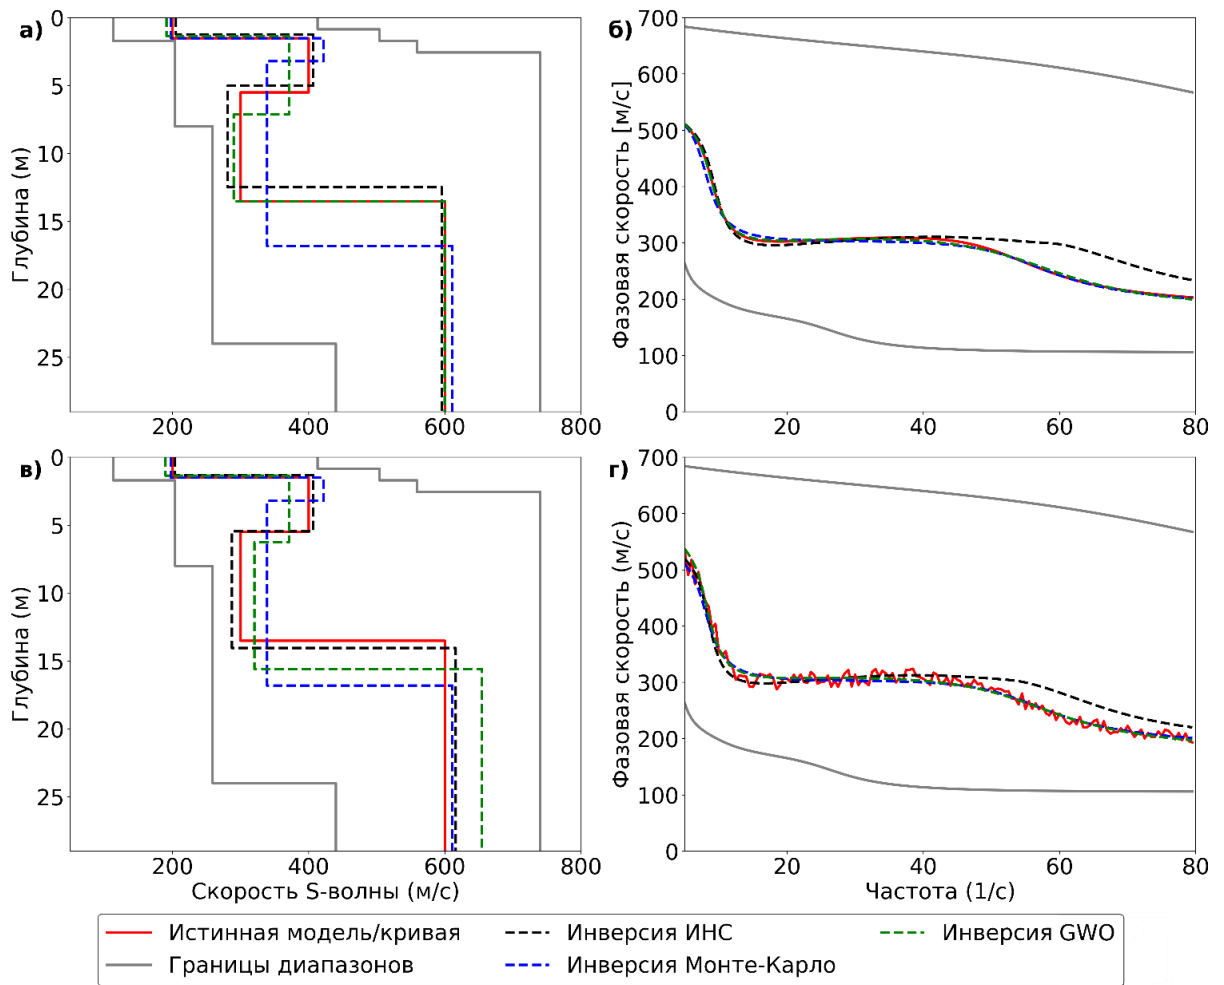 а)
0
5
10
15
20
25
Глубина (м)
200
400
600
800
б)
700
600
500
400
300
200
100
0
Фазовая скорость [м/с]
20
40
60
80
в)
0
5
10
15
20
25
Глубина (м)
200
400
600
800
Скорость S-волны (м/с)
г)
700
600
500
400
300
200
100
0
Фазовая скорость (м/с)
20
40
60
80
Частота (1/с)
Истинная модель/кривая
Границы диапазонов
Инверсия ИНС
Инверсия Монте-Карло
Инверсия GWO